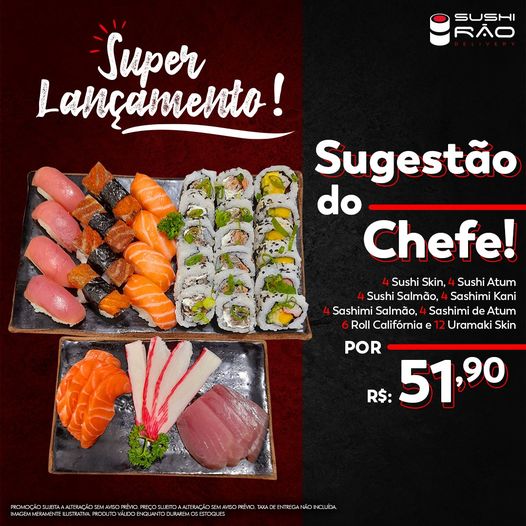 SUSHI
RÃO
DELIVERY
Super
Lançamento!
Sugestão
do
Chefe!
4 Sushi Skin, 4 Sushi Atum
4 Sushi Salmão, 4 Sashimi Kani
4 Sashimi Salmão, 4 Sashimi de Atum
6 Roll Califórnia e 12 Uramaki Skin
POR
R$: 51,90
PROMOÇÃO SUJEITA A ALTERAÇÃO SEM AVISO PRÉVIO. PREÇO SUJEITO A ALTERAÇÃO SEM AVISO PRÉVIO. TAXA DE ENTREGA NÃO INCLUÍDA.
IMAGEM MERAMENTE ILUSTRATIVA. PRODUTO VÁLIDO ENQUANTO DURAREM OS ESTOQUES